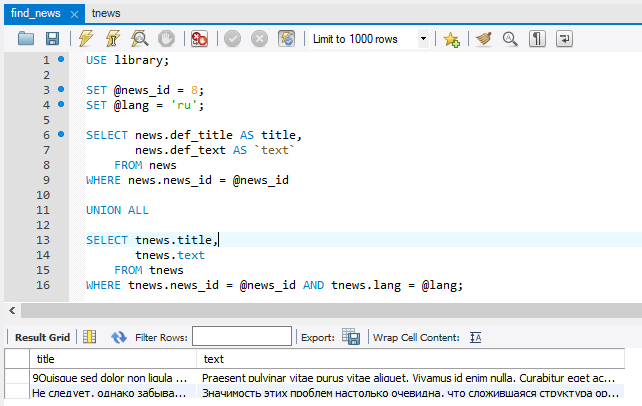 find_news × tnews
Limit to 1000 rows
1 USE library;
2
3 SET @news_id = 8;
4 SET @lang = 'ru';
5
6 SELECT news.def_title AS title,
7 news.def_text AS `text`
8 FROM news
9 WHERE news.news_id = @news_id
10
11 UNION ALL
12
13 SELECT tnews.title,
14 tnews.text
15 FROM tnews
16 WHERE tnews.news_id = @news_id AND tnews.lang = @lang;
Result Grid Filter Rows: Export: Wrap Cell Content:
title text
9Quisque sed dolor non ligula ... Praesent pulvinar vitae purus vitae aliquet. Vivamus id enim nulla. Curabitur eget ac...
Не следует, однако забыва... Значимость этих проблем настолько очевидна, что сложившаяся структура ор...